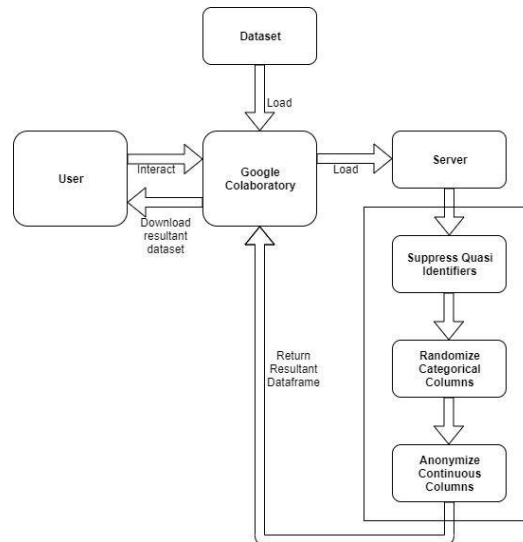 Dataset
Load
User
Interact
Google
Colaboratory
Load
Server
Download
resultant
dataset
Suppress Quasi
Identifiers
Randomize
Categorical
Columns
Return
Resultant
Dataframe
Anonymize
Continuous
Columns